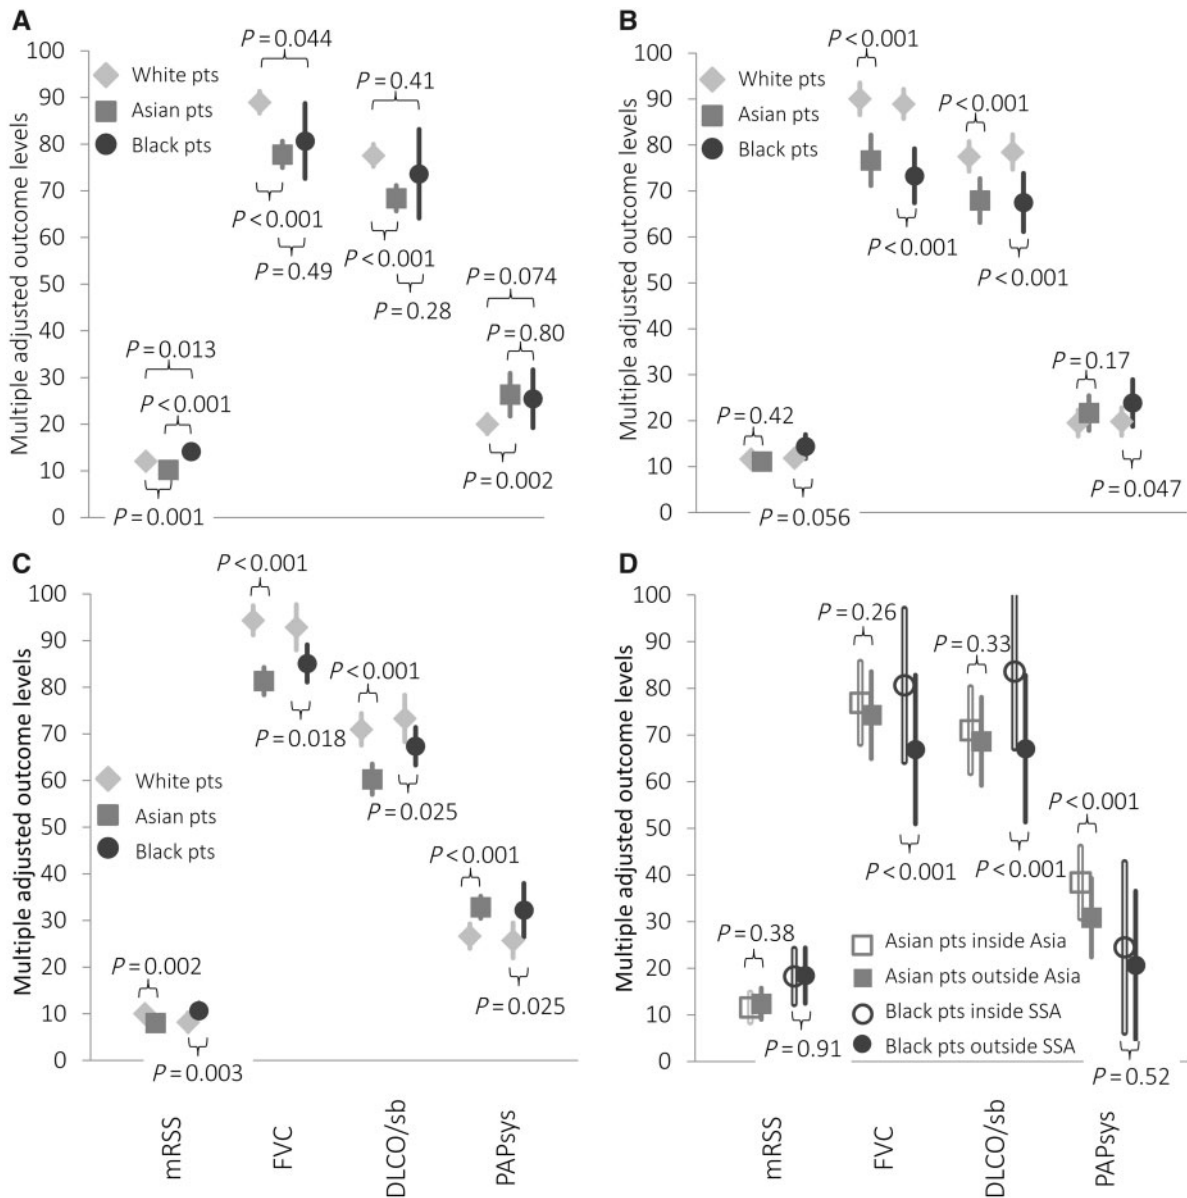 A
Multiple adjusted outcome levels
100
90
80
70
60
50
40
30
20
10
0
White pts
Asian pts
Black pts
P = 0.044
P = 0.41
P < 0.001
P = 0.49
P < 0.001
P = 0.28
P = 0.074
P = 0.80
P = 0.002
P = 0.013
P < 0.001
P = 0.001
B
Multiple adjusted outcome levels
100
90
80
70
60
50
40
30
20
10
0
White pts
Asian pts
Black pts
P < 0.001
P < 0.001
P < 0.001
P < 0.001
P = 0.42
P = 0.056
P = 0.17
P = 0.047
C
Multiple adjusted outcome levels
100
90
80
70
60
50
40
30
20
10
0
White pts
Asian pts
Black pts
P < 0.001
P = 0.018
P < 0.001
P = 0.025
P < 0.001
P = 0.025
P = 0.002
P = 0.003
mRSS
FVC
DLCO/sb
PAPsys
D
Multiple adjusted outcome levels
100
90
80
70
60
50
40
30
20
10
0
P = 0.26
P = 0.33
P < 0.001
P < 0.001
P < 0.001
P = 0.38
P = 0.91
P = 0.52
Asian pts inside Asia
Asian pts outside Asia
Black pts inside SSA
Black pts outside SSA
mRSS
FVC
DLCO/sb
PAPsys